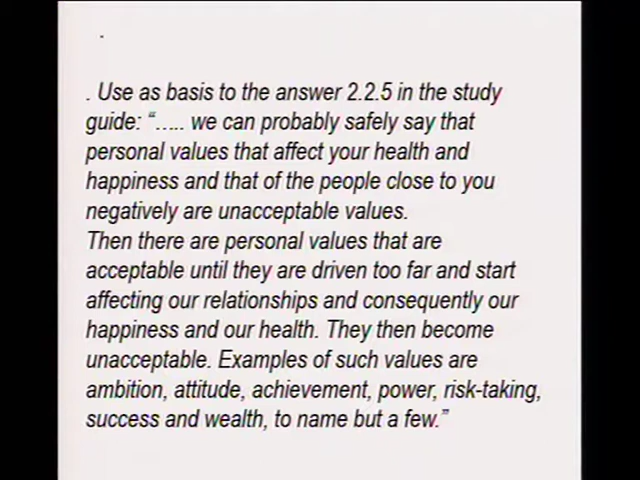 . Use as basis to the answer 2.2.5 in the study
guide: “….. we can probably safely say that
personal values that affect your health and
happiness and that of the people close to you
negatively are unacceptable values.
Then there are personal values that are
acceptable until they are driven too far and start
affecting our relationships and consequently our
happiness and our health. They then become
unacceptable. Examples of such values are
ambition, attitude, achievement, power, risk-taking,
success and wealth, to name but a few.”